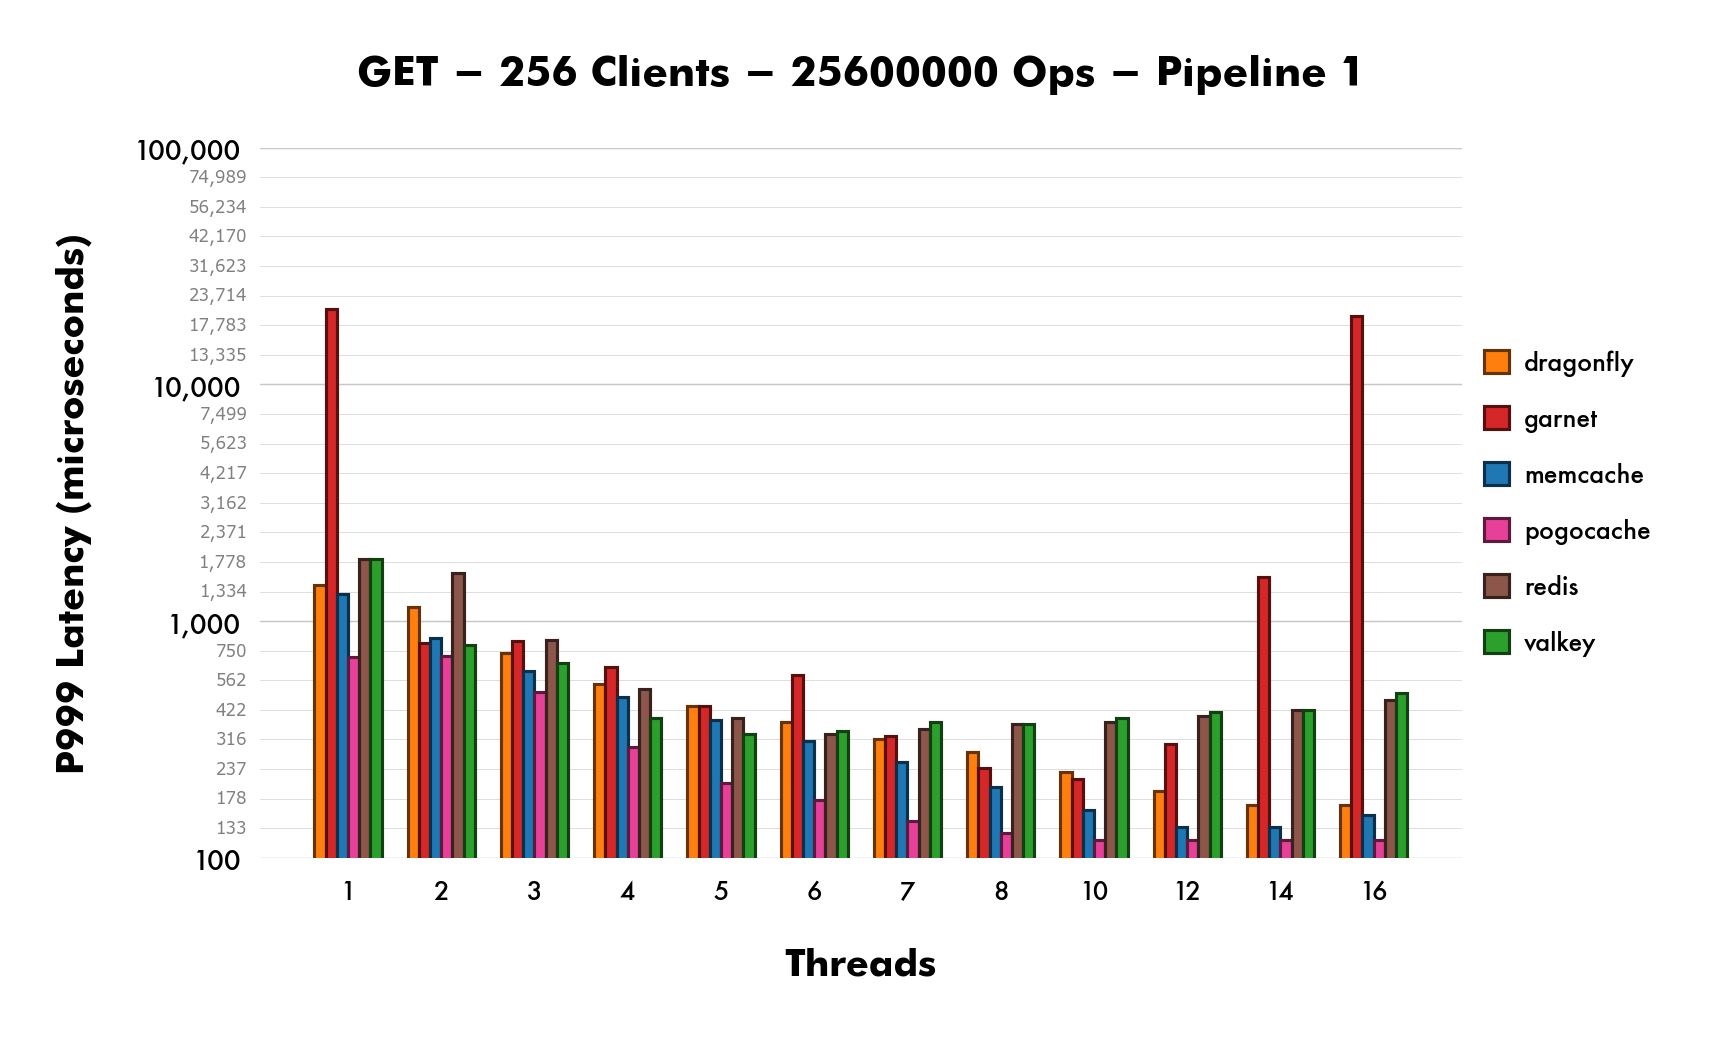 GET – 256 Clients – 25600000 Ops – Pipeline 1
P999 Latency (microseconds)
100,000
74,989
56,234
42,170
31,623
23,714
17,783
13,335
10,000
7,499
5,623
4,217
3,162
2,371
1,778
1,334
1,000
750
562
422
316
237
178
133
100
1 2 3 4 5 6 7 8 10 12 14 16
Threads
dragonfly
garnet
memcache
pogocache
redis
valkey